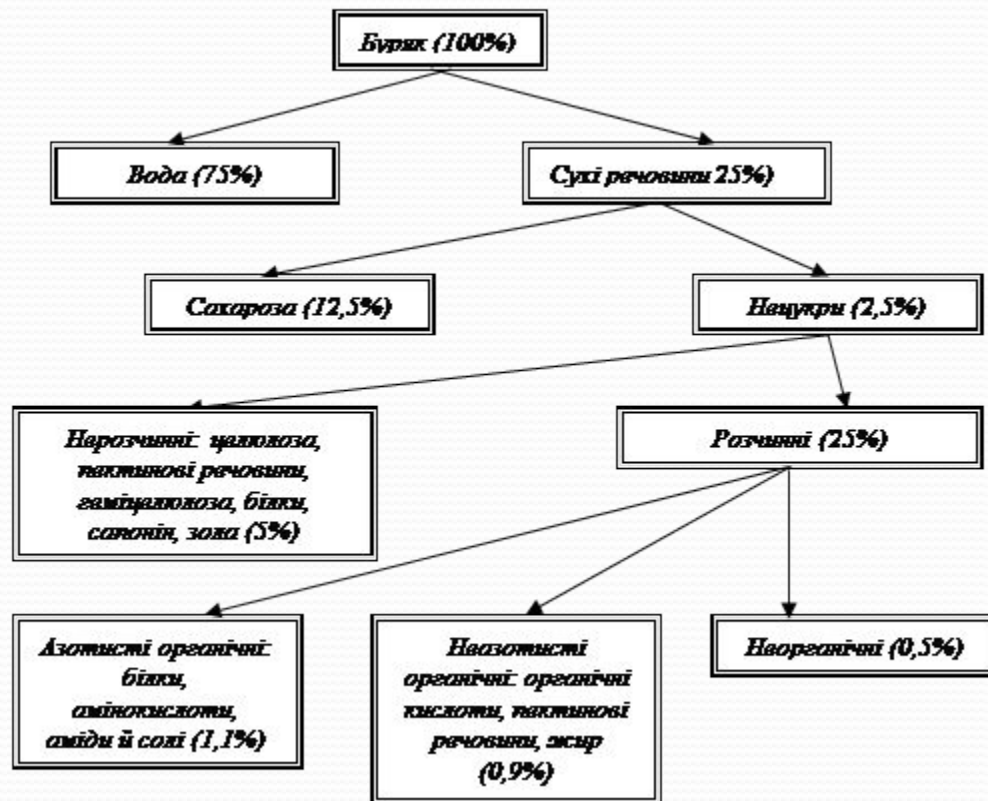 Буряк (100%)
Вода (75%)
Сухі речовини 25%)
Сахароза (12,5%)
Нецукри (2,5%)
Нерозчинні: целюлоза,
пектинові речовини,
геміцелюлоза, білки,
сапонін, зола (5%)
Розчинні (25%)
Азотисті органічні:
білки,
амінокислоти,
аміди й солі (1,1%)
Неазотисті
органічні: органічні
кислоти, пектинові
речовини, жир
(0,9%)
Неорганічні (0,5%)